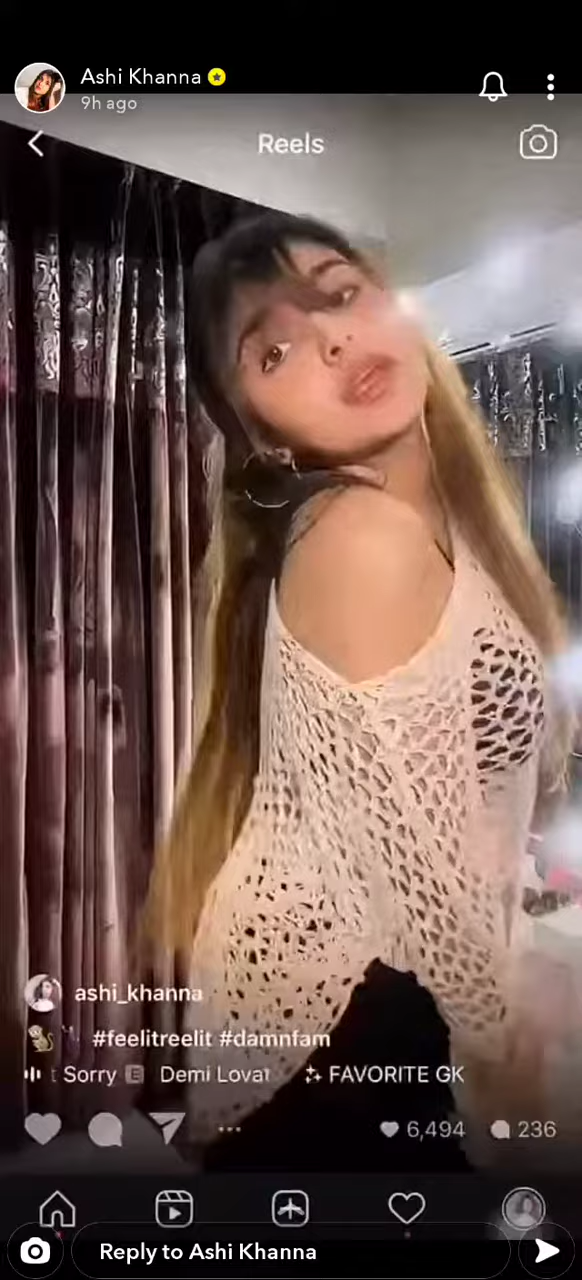 Ashi Khanna
9h ago
Reels
ashi_khanna
#feelitreelit #damnfam
t Sorry E Demi Lovat FAVORITE GK
6,494 236
Reply to Ashi Khanna